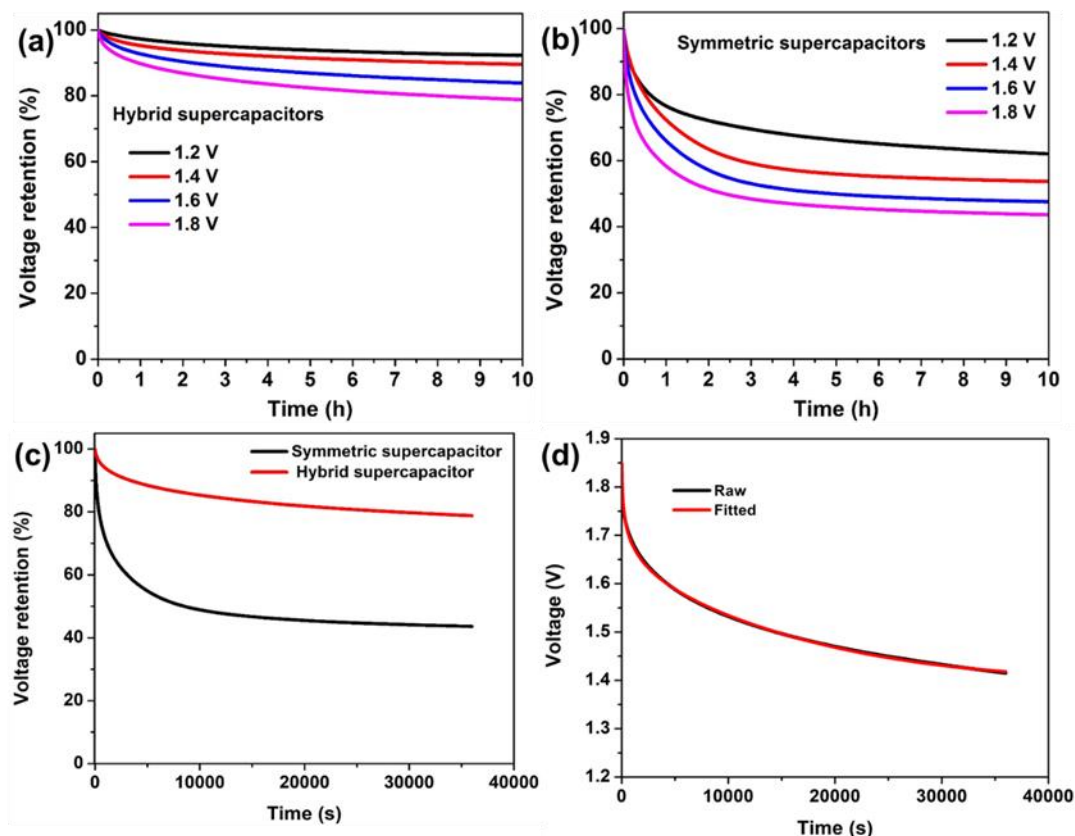 (a)
Voltage retention (%)
100
80
60
40
20
0
Hybrid supercapacitors
1.2 V
1.4 V
1.6 V
1.8 V
0 1 2 3 4 5 6 7 8 9 10
Time (h)
(b)
Voltage retention (%)
100
80
60
40
20
0
Symmetric supercapacitors
1.2 V
1.4 V
1.6 V
1.8 V
0 1 2 3 4 5 6 7 8 9 10
Time (h)
(c)
Voltage retention (%)
100
80
60
40
20
0
Symmetric supercapacitor
Hybrid supercapacitor
0 10000 20000 30000 40000
Time (s)
(d)
Voltage (V)
1.9
1.8
1.7
1.6
1.5
1.4
1.3
1.2
Raw
Fitted
0 10000 20000 30000 40000
Time (s)